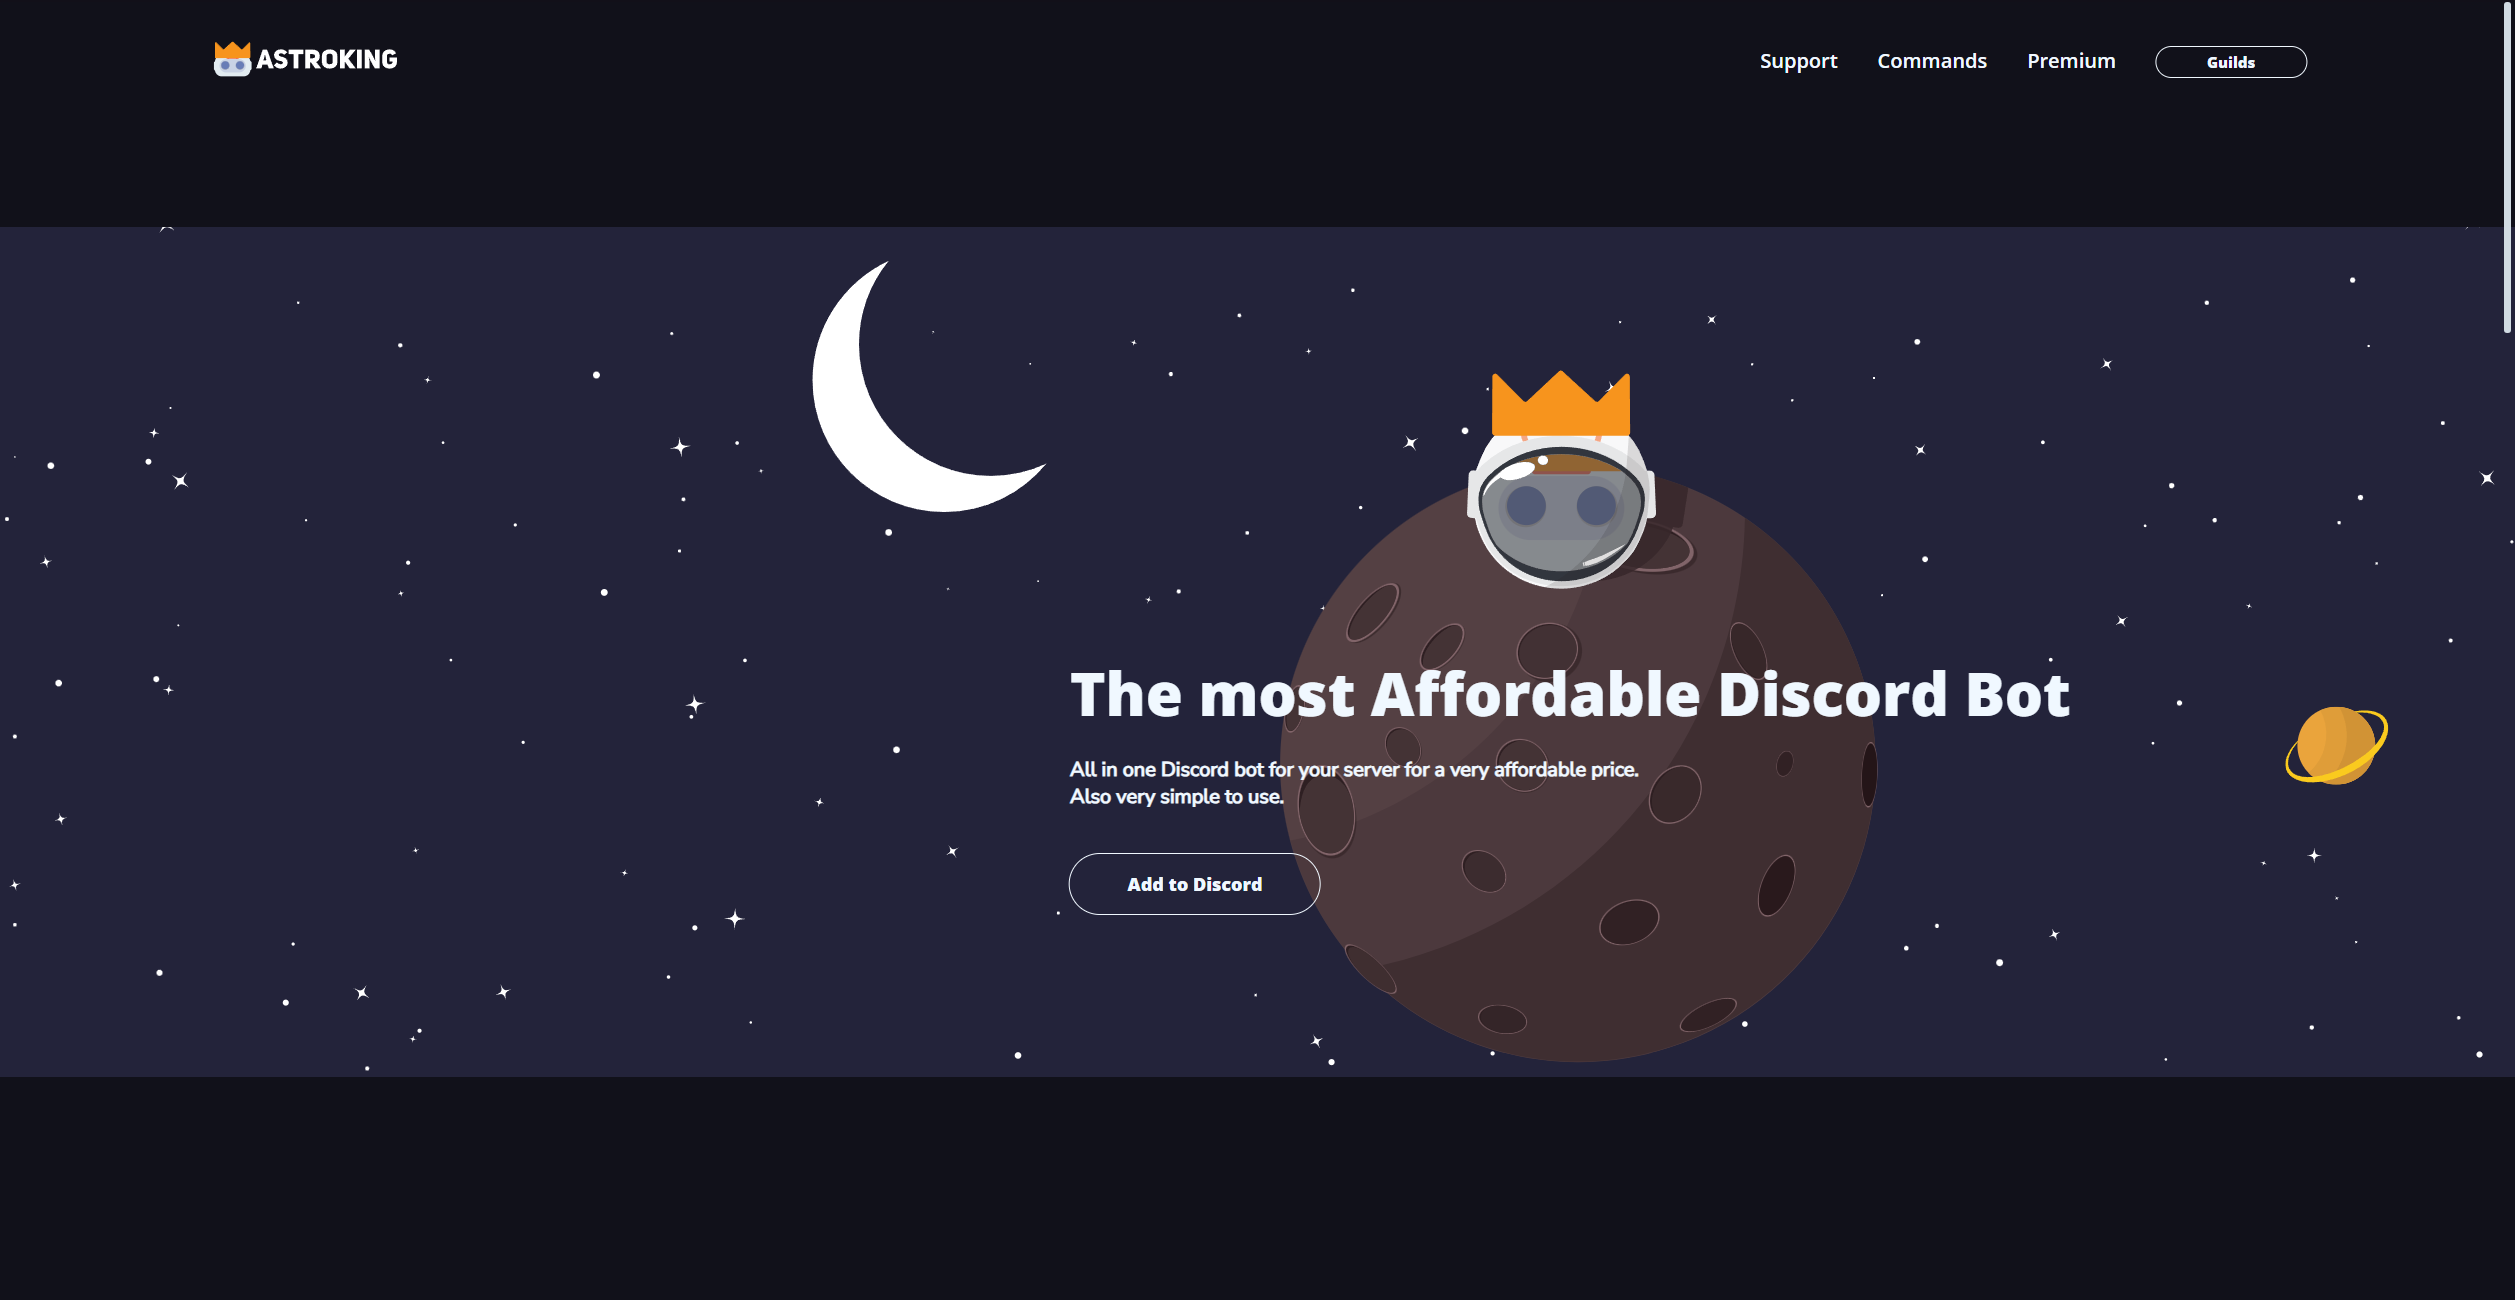 ASTROKING
Support Commands Premium Guilds
The most Affordable Discord Bot
All in one Discord bot for your server for a very affordable price.
Also very simple to use.
Add to Discord